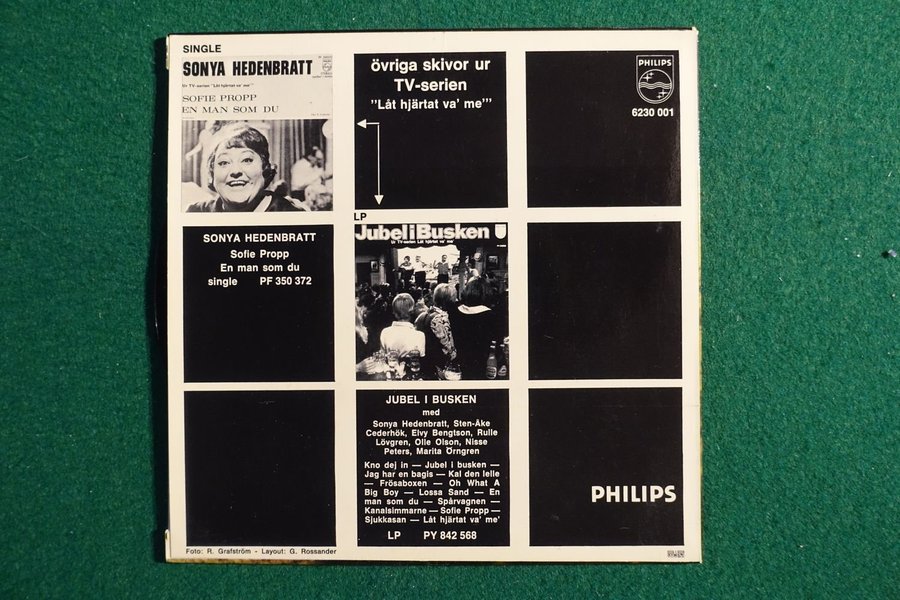 SINGLE
SONYA HEDENBRATT
Ur TV-serien "Låt hjärtat va' me'"
SOFIE PROPP
EN MAN SOM DU
övriga skivor ur
TV-serien
"Låt hjärtat va' me'"
PHILIPS
6230 001
SONYA HEDENBRATT
Sofie Propp
En man som du
single PF 350 372
LP
Jubel i Busken
Ur TV-serien Låt hjärtat va' me'
JUBEL I BUSKEN
med
Sonya Hedenbratt, Sten-Åke
Cederhök, Elvy Bengtson, Rulle
Lövgren, Olle Olson, Nisse
Peters, Marita Örngren
Kno dej in — Jubel i busken —
Jag har en bagis — Kal den lelle
— Frösaboxen — Oh What A
Big Boy — Lossa Sand — En
man som du — Spårvagnen —
Kanalsimmarne — Sofie Propp —
Sjukkasan — Låt hjärtat va' me'
LP PY 842 568
PHILIPS
Foto: R. Grafström - Layout: G. Rossander